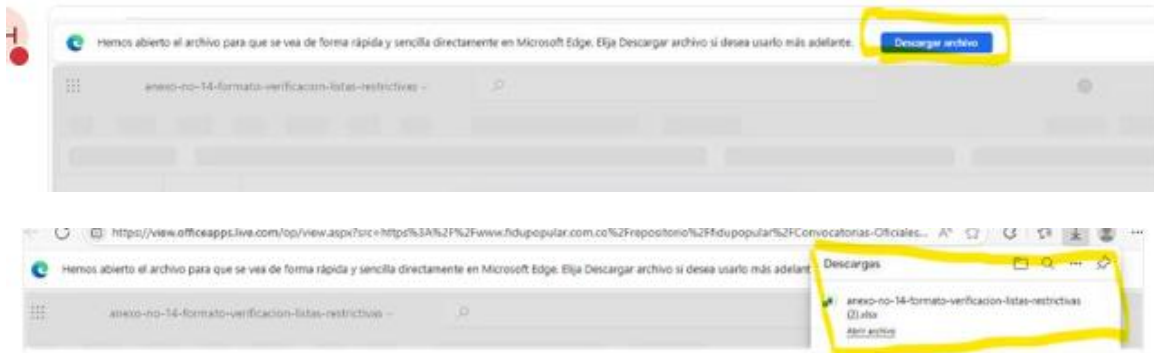 H
Hemos abierto el archivo para que se vea de forma rápida y sencilla directamente en Microsoft Edge. Elija Descargar archivo si desea usarlo más adelante.
Descargar archivo
anexo-no-14-formato-verificacion-listas-restrictivas
https://view.officeapps.live.com/op/view.aspx?src=https%3A%2F%2Fwww.fidupopular.com.co%2Frepositorio%2Ffidupopular%2FConvocatorias-Oficiales...
Hemos abierto el archivo para que se vea de forma rápida y sencilla directamente en Microsoft Edge. Elija Descargar archivo si desea usarlo más adelant
Descargas
anexo-no-14-formato-verificacion-listas-restrictivas
(2).xlsx
Abrir archivo
anexo-no-14-formato-verificacion-listas-restrictivas